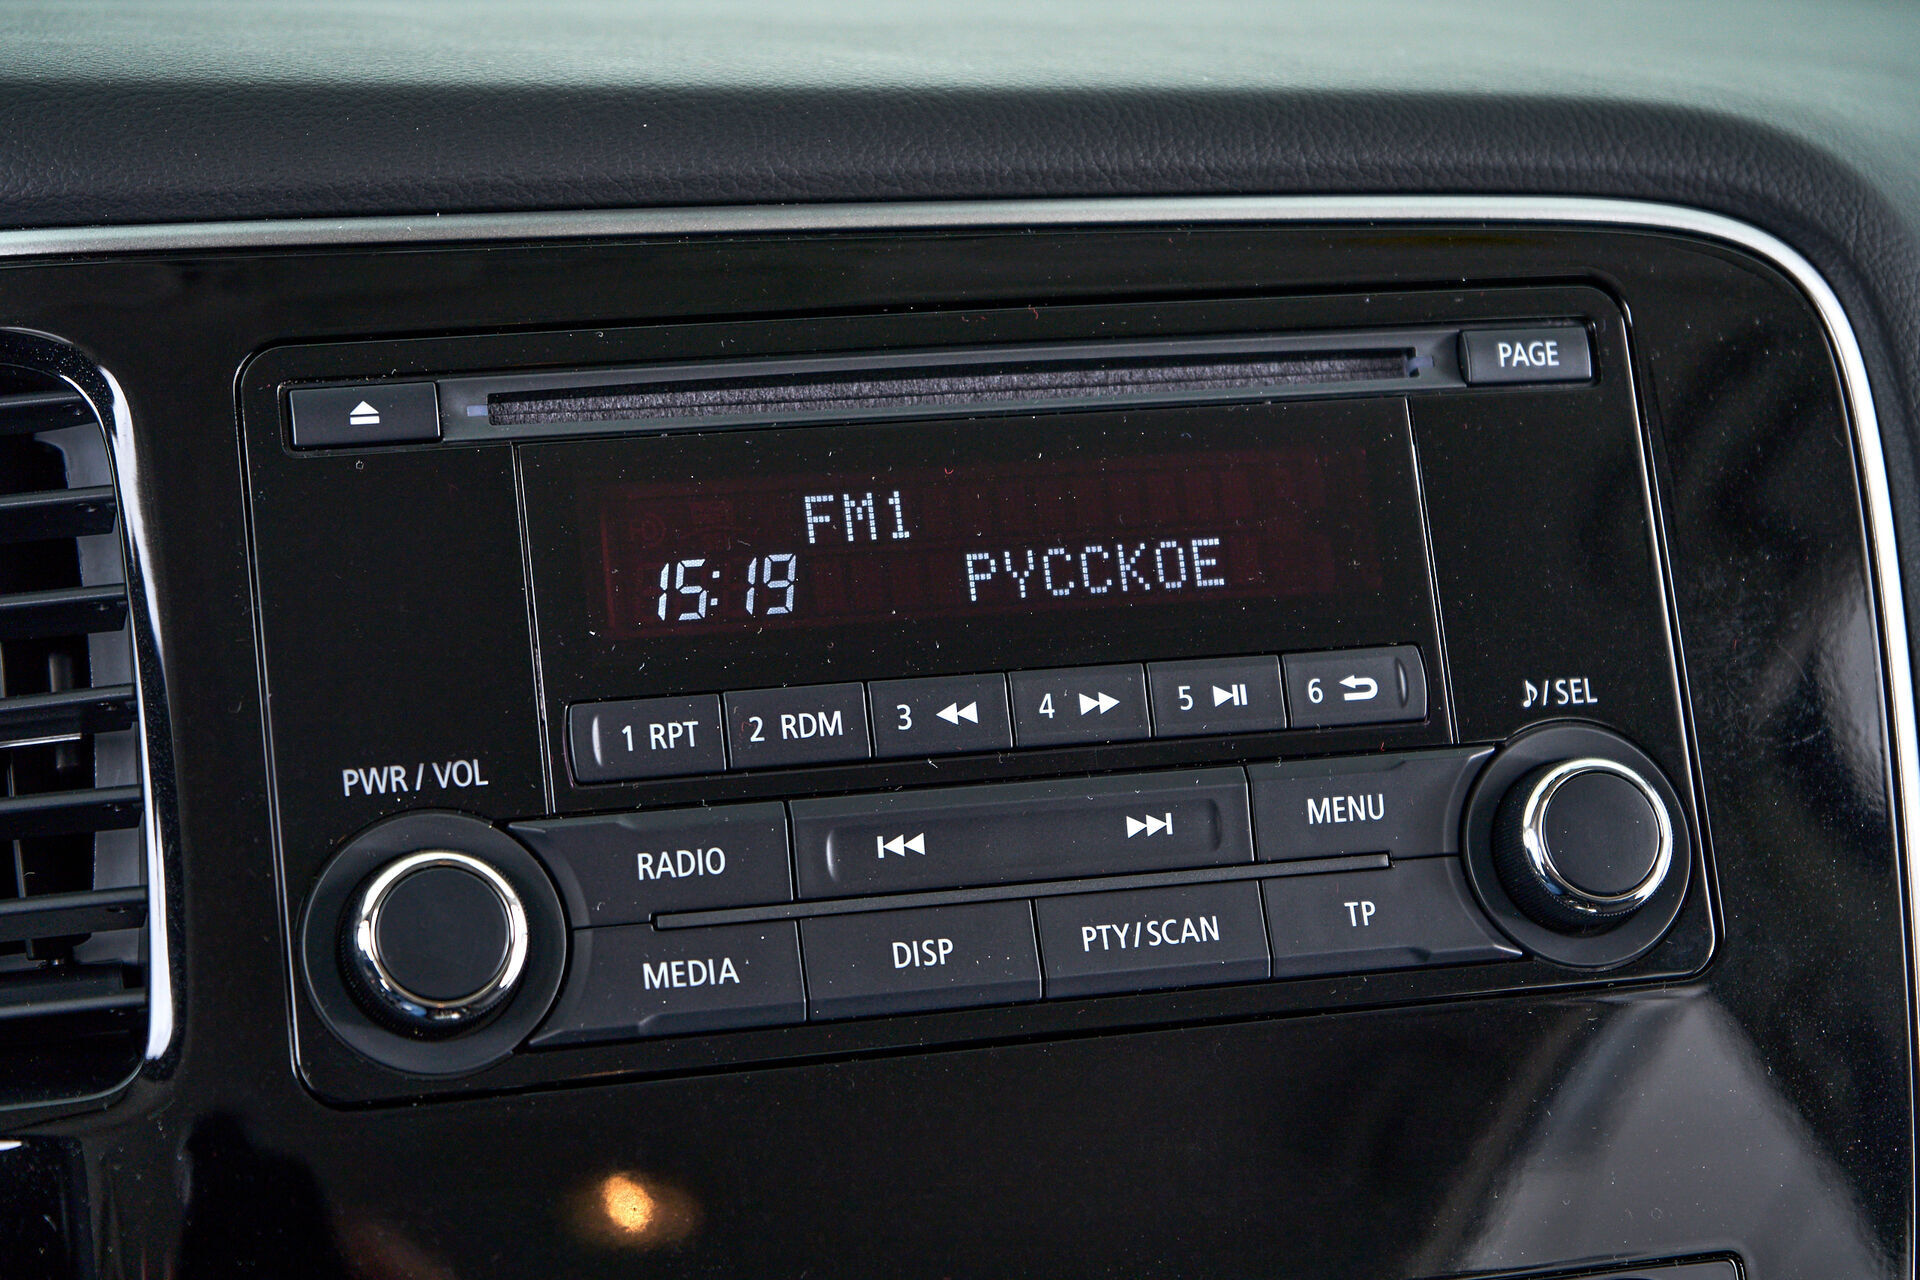 PAGE
FM1
15:19 РУССКОЕ
1 RPT 2 RDM 3 4 5 6
PWR / VOL
♪/SEL
RADIO
MENU
MEDIA DISP PTY/SCAN TP